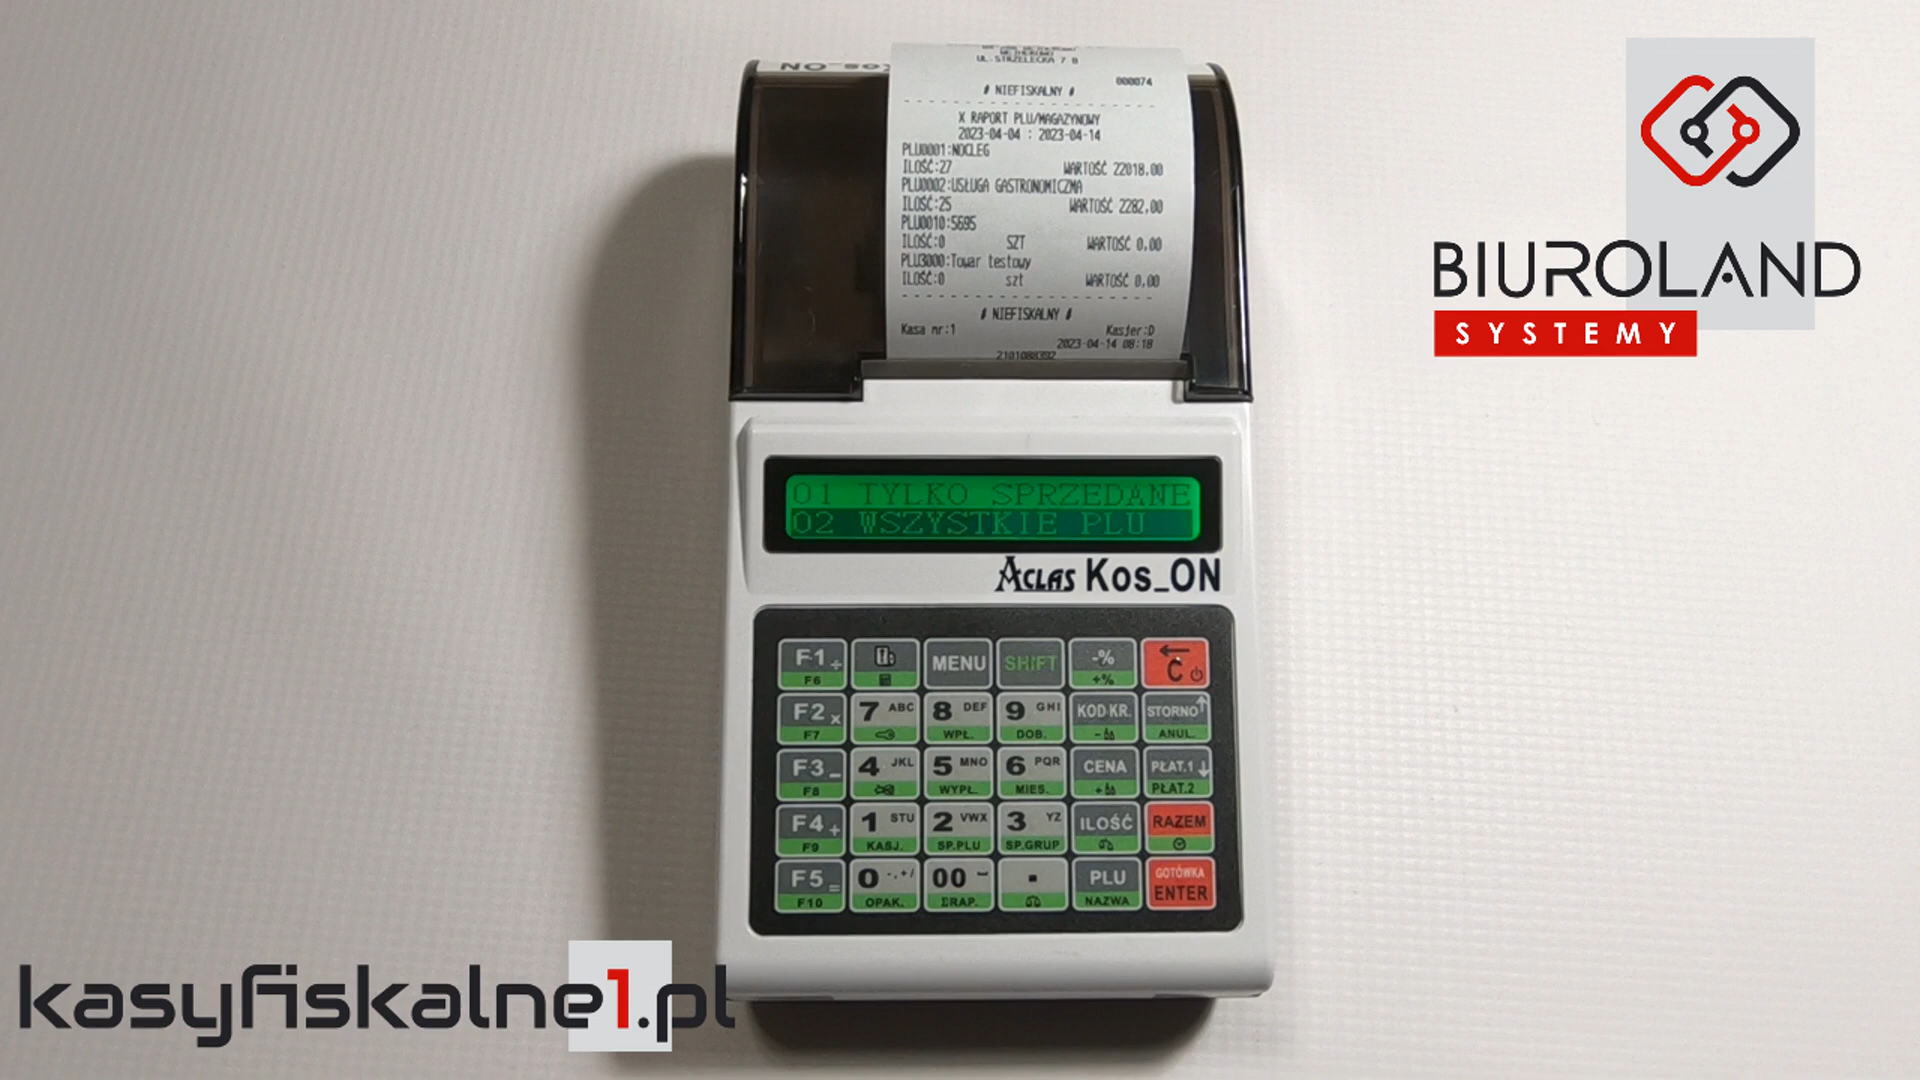 UL.STRZELECKA 7 B
000074
# NIEFISKALNY #
X RAPORT PLU/MAGAZYNOWY
2023-04-04 : 2023-04-14
PLU0001:NOCLEG
ILOŚĆ:27 WARTOŚĆ 22018,00
PLU0002:USŁUGA GASTRONOMICZMA
ILOŚĆ:25 WARTOŚĆ 2282,00
PLU0010:5695
ILOŚĆ:0 SZT WARTOŚĆ 0,00
PLU3000:Towar testowy
ILOŚĆ:0 szt WARTOŚĆ 0,00
# NIEFISKALNY #
Kasa nr:1 Kasjer:D
2023-04-14 08:18
2101088392
BIUROLAND
SYSTEMY
01 TYLKO SPRZEDANE
02 WSZYSTKIE PLU
ACLAS Kos_ON
F1 ÷ MENU SHIFT -% C
F6 +%
F2 x 7 ABC 8 DEF 9 GHI KOD KR. STORNO↑
F7 WPŁ. DOB. - ANUL.
F3 - 4 JKL 5 MNO 6 PQR CENA PŁAT.1↓
F8 WYPŁ. MIES. + PŁAT.2
F4 + 1 STU 2 VWX 3 YZ ILOŚĆ RAZEM
F9 KASJ. SP.PLU SP.GRUP
F5 = 0 -,+/ 00 . PLU GOTÓWKA
F10 OPAK. ΣRAP. NAZWA ENTER
kasyfiskalne1.pl